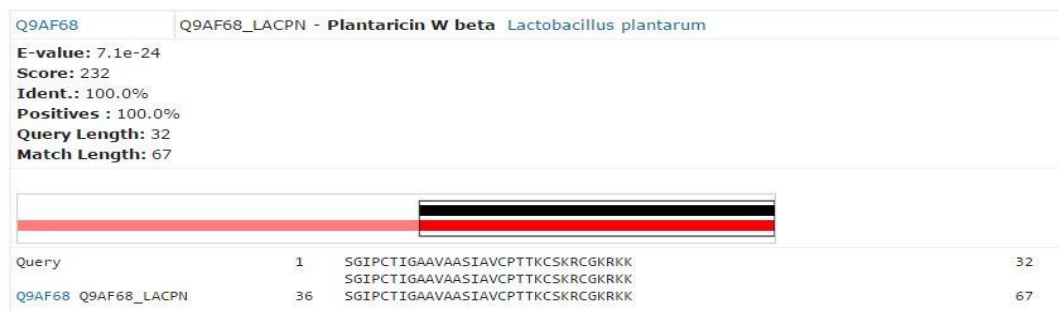 Q9AF68 Q9AF68_LACPN - Plantaricin W beta Lactobacillus plantarum
E-value: 7.1e-24
Score: 232
Ident.: 100.0%
Positives : 100.0%
Query Length: 32
Match Length: 67
Query 1 SGIPCTIGAAVAASIAVCPTTKCSKRCGKRKK 32
SGIPCTIGAAVAASIAVCPTTKCSKRCGKRKK
Q9AF68 Q9AF68_LACPN 36 SGIPCTIGAAVAASIAVCPTTKCSKRCGKRKK 67